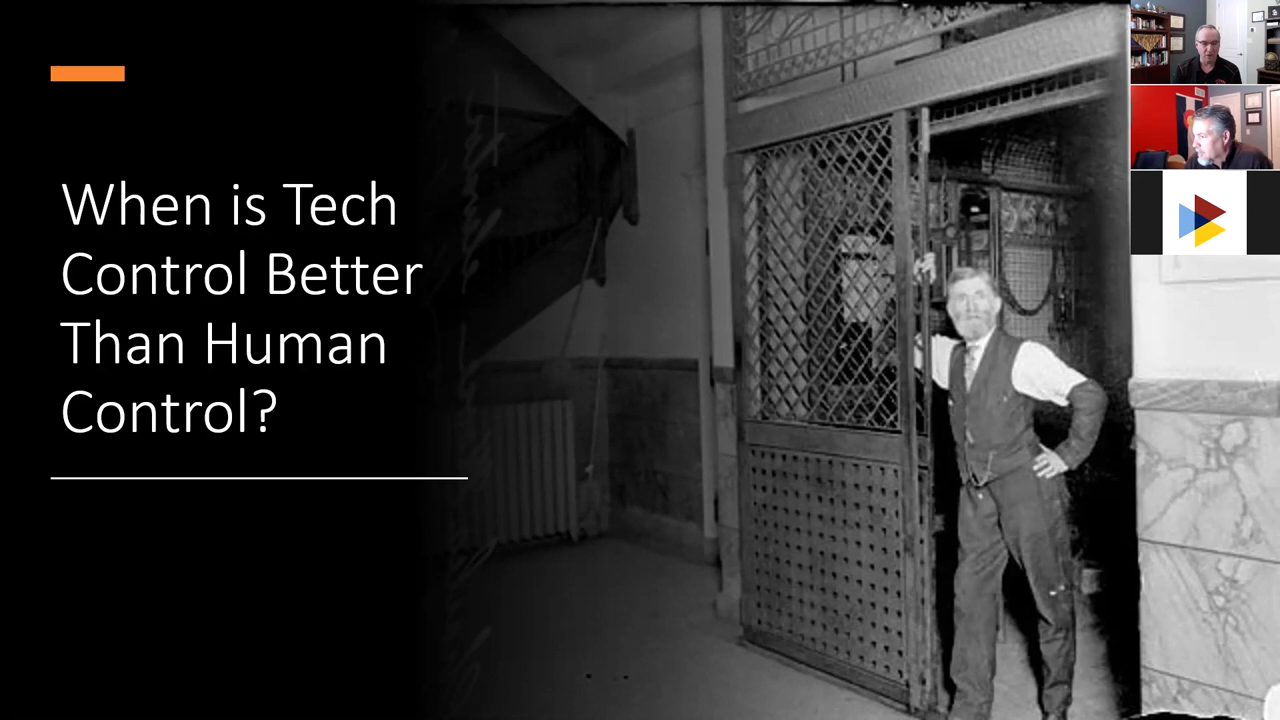 When is Tech
Control Better
Than Human
Control?